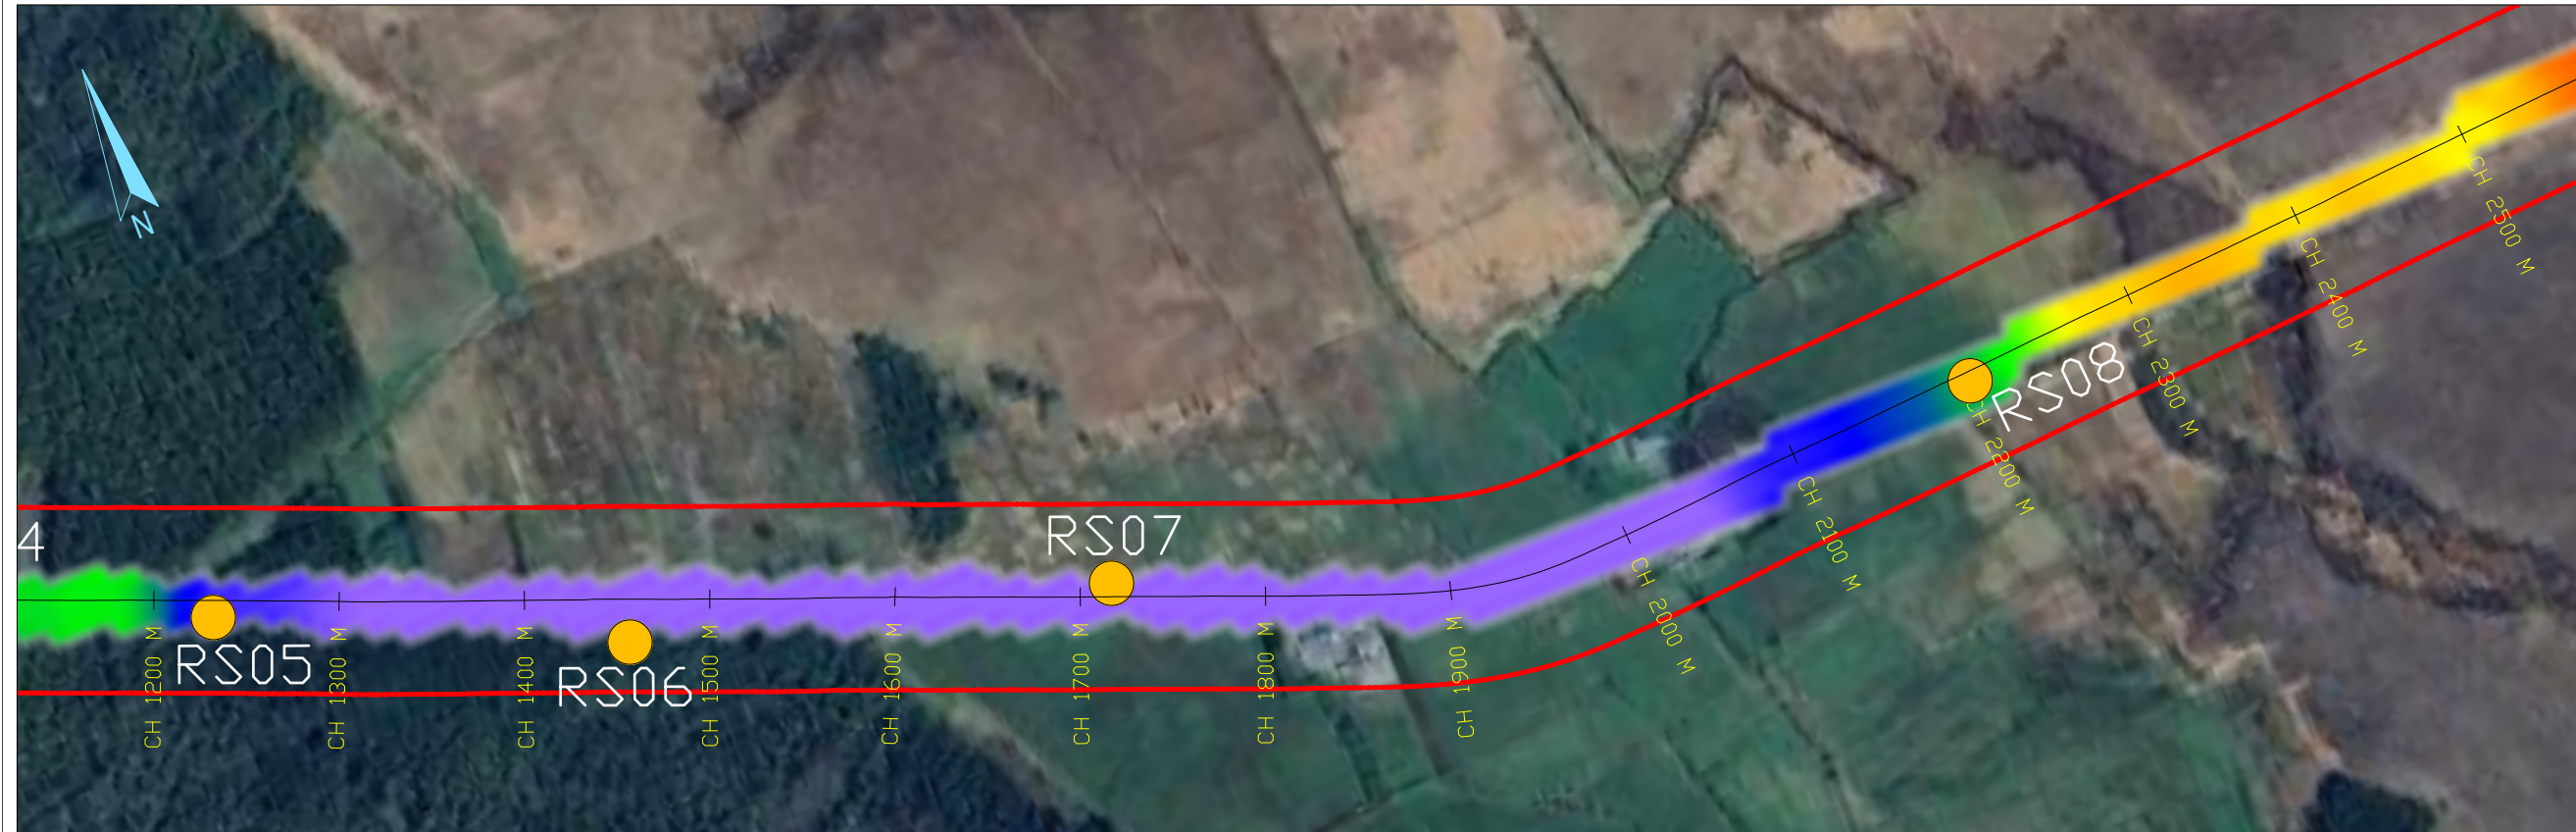 N
4
RS05
RS06
RS07
RS08
CH 1200 M
CH 1300 M
CH 1400 M
CH 1500 M
CH 1600 M
CH 1700 M
CH 1800 M
CH 1900 M
CH 2000 M
CH 2100 M
CH 2200 M
CH 2300 M
CH 2400 M
CH 2500 M